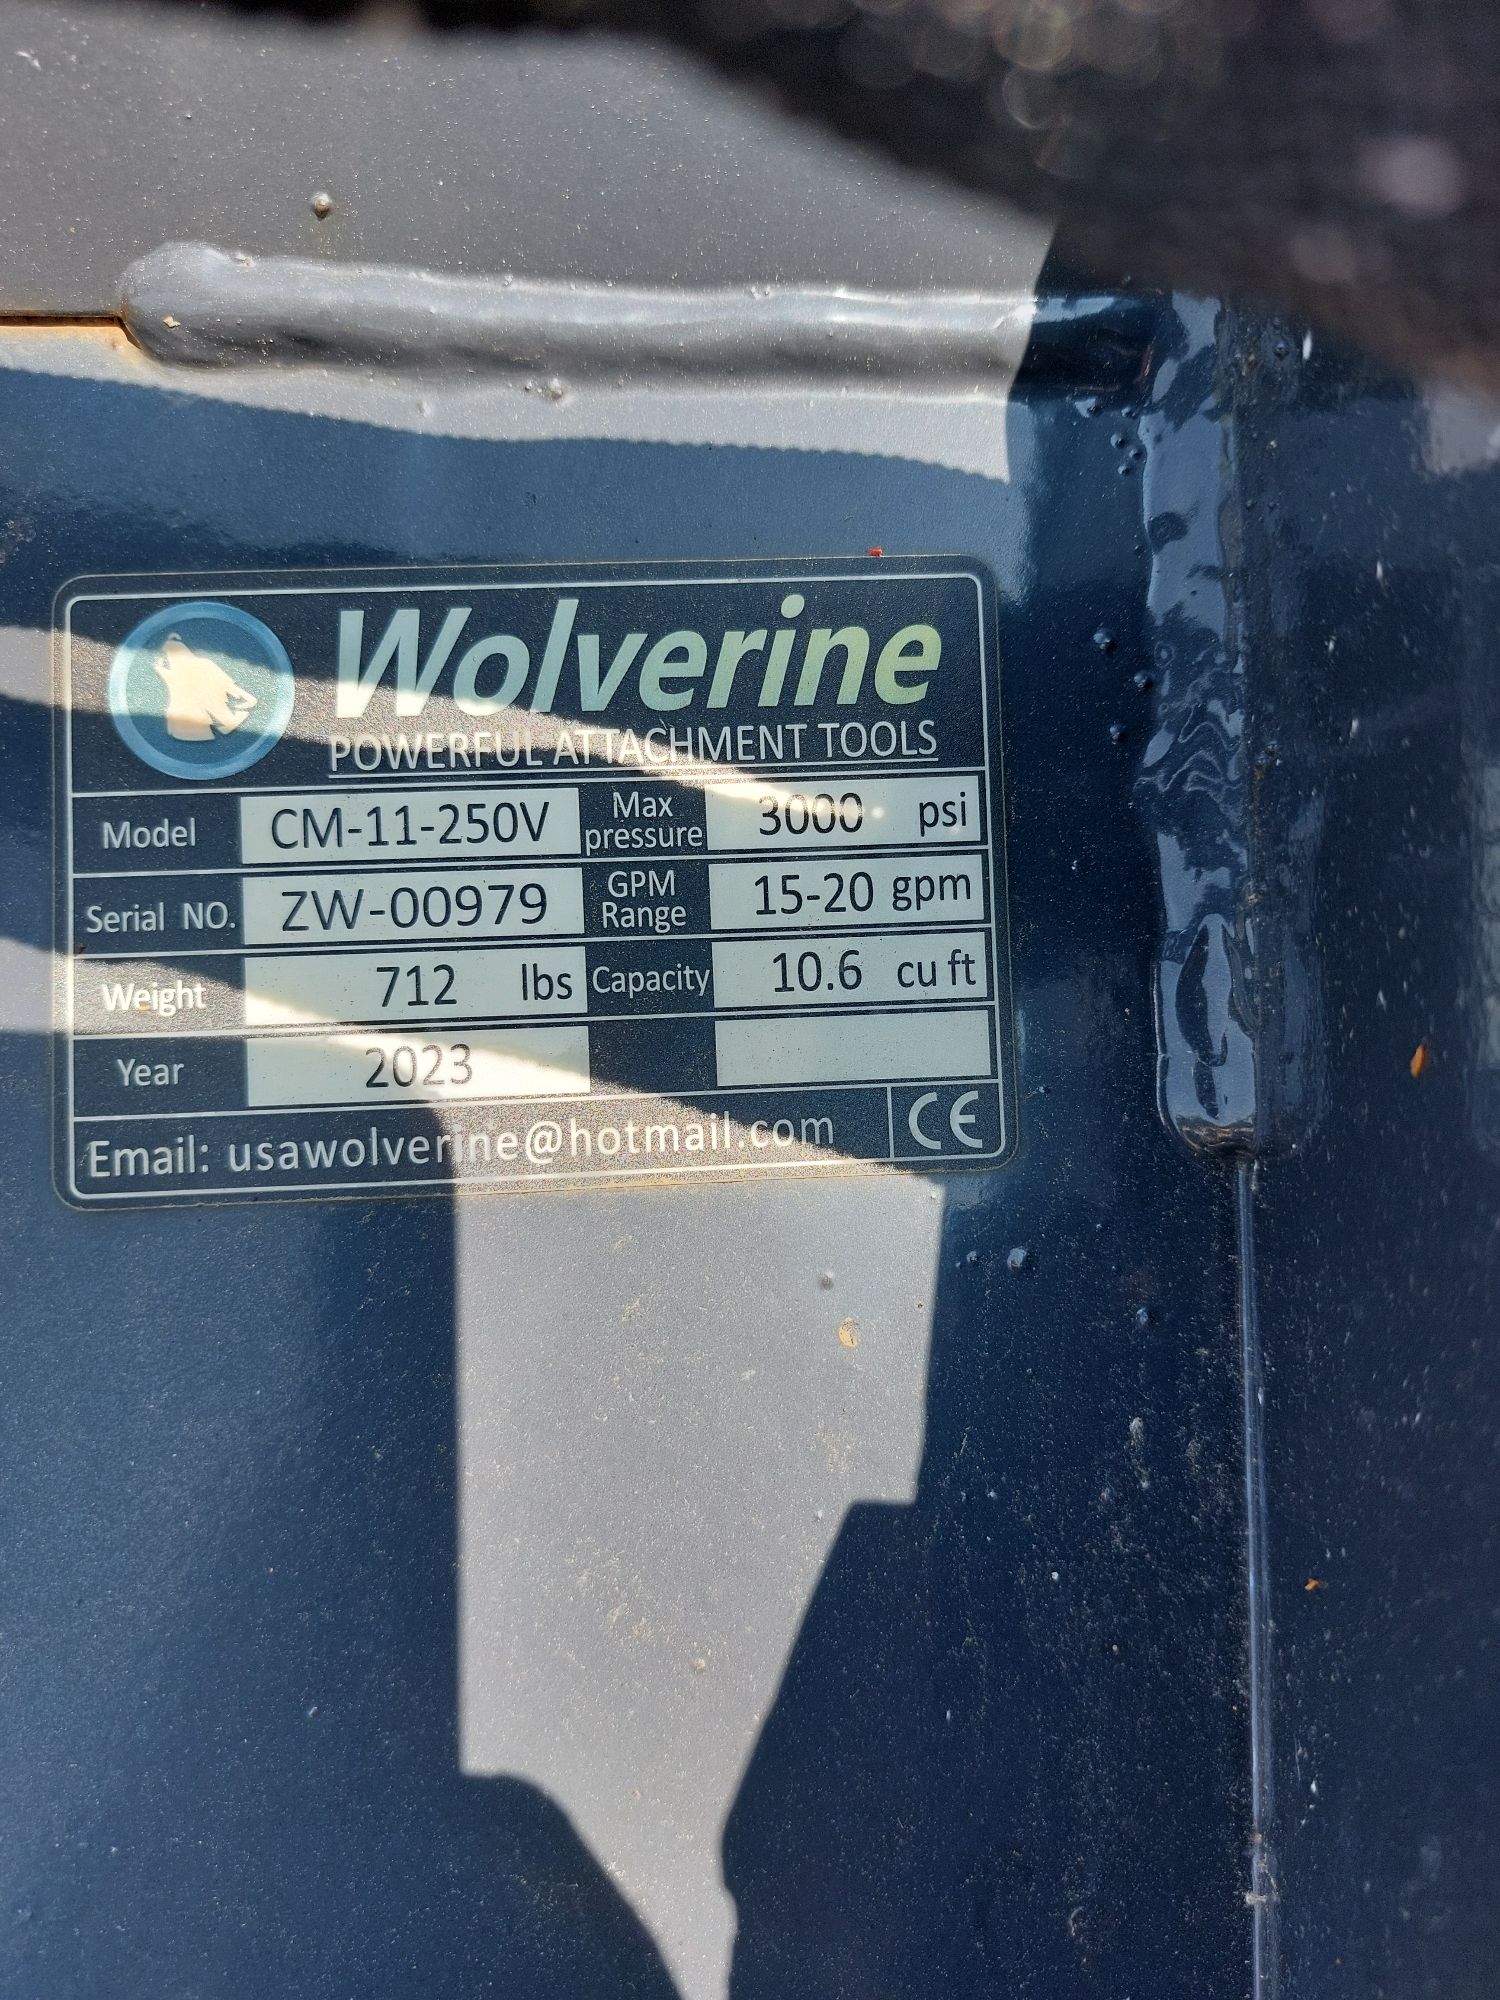 Wolverine
POWERFUL ATTACHMENT TOOLS
Model CM-11-250V Max pressure 3000 psi
Serial NO. ZW-00979 GPM Range 15-20 gpm
Weight 712 lbs Capacity 10.6 cu ft
Year 2023
Email: usawolverine@hotmail.com CE